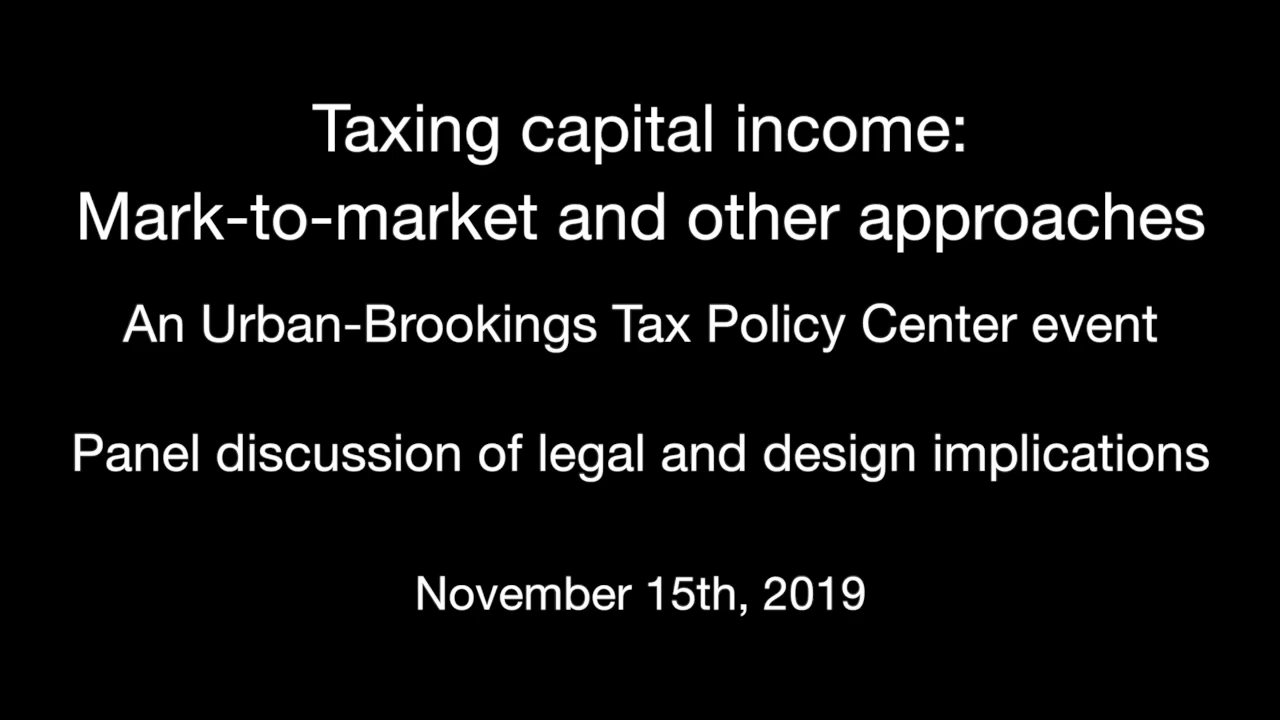 Taxing capital income:
Mark-to-market and other approaches
An Urban-Brookings Tax Policy Center event
Panel discussion of legal and design implications
November 15th, 2019